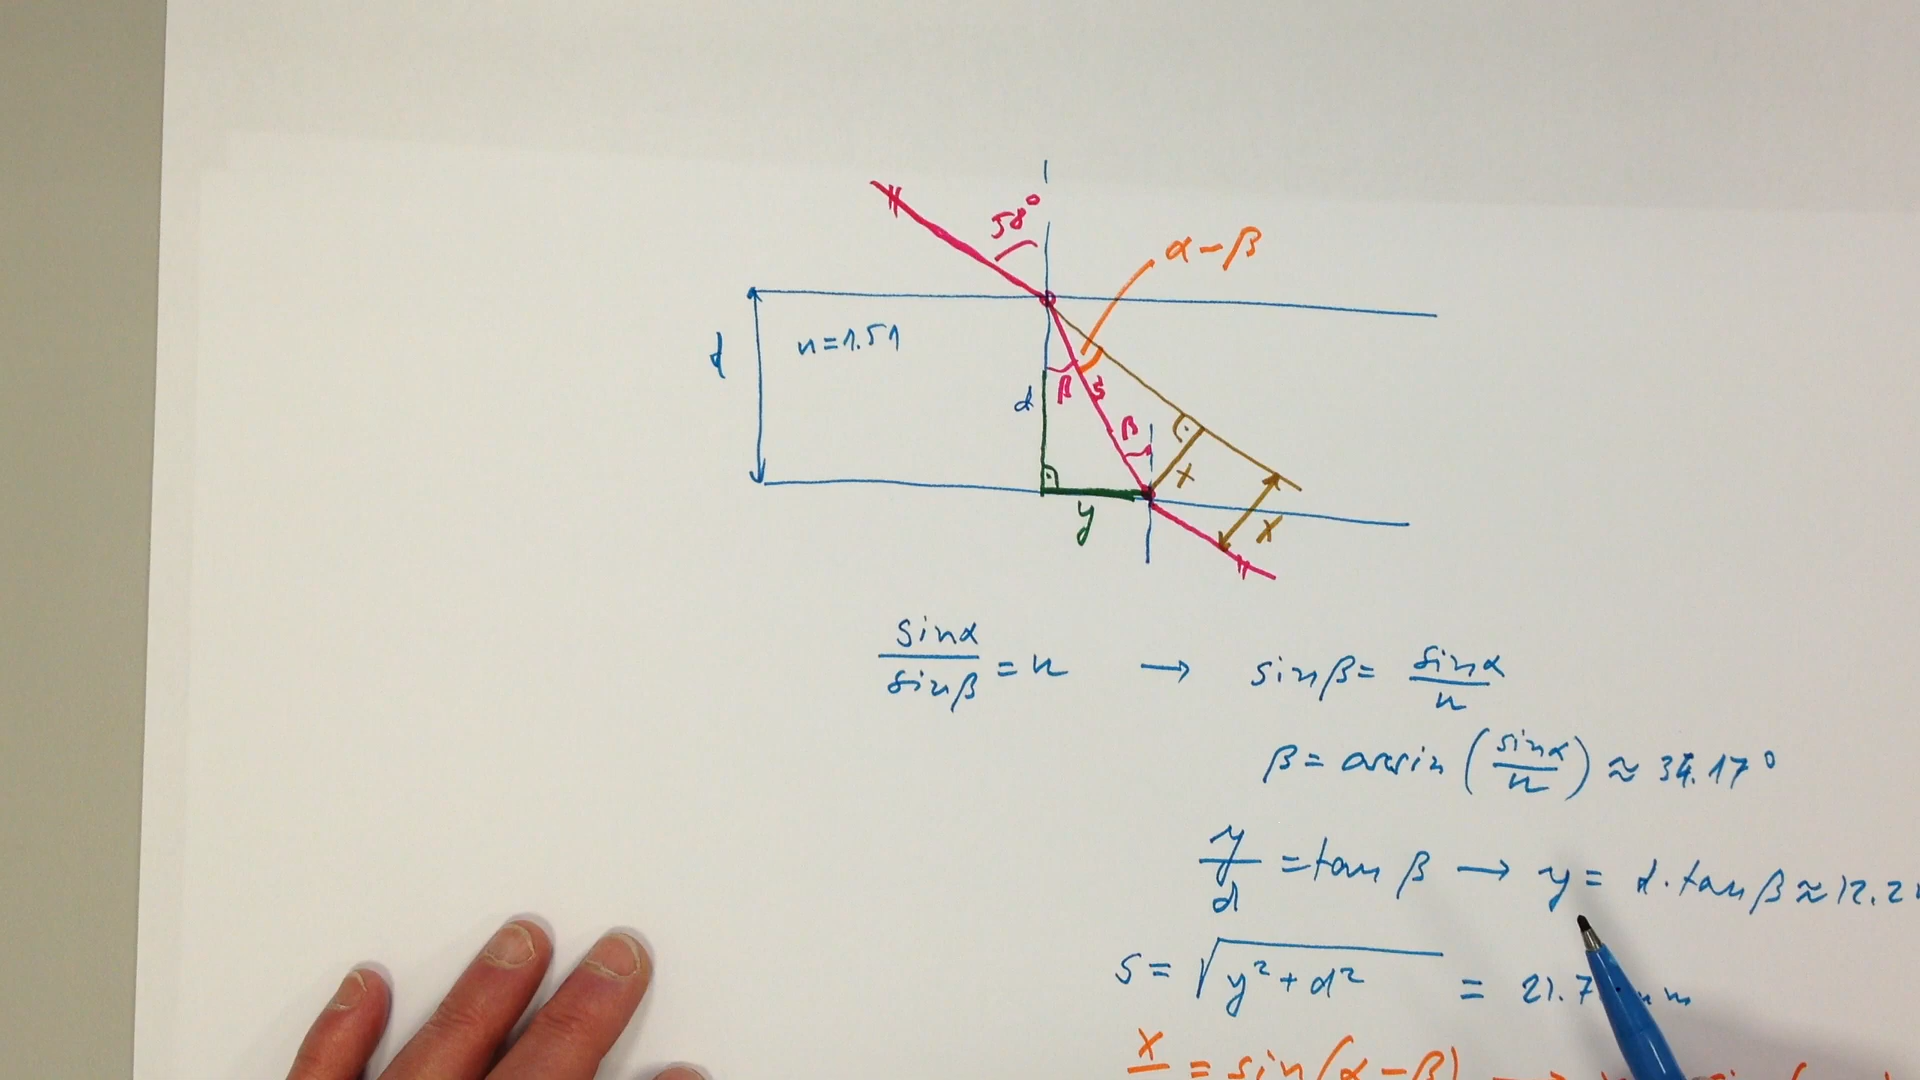 58°
α-β
d
n=1.51
d
β
s
β
x
y
x
sinα/sinβ = n → sinβ = sinα/n
β = arcsin (sinα/n) ≈ 34.17°
y/d = tan β → y = d·tanβ ≈ 12.2
s = √(y²+d²) = 21.7
x = sin(α-β) →